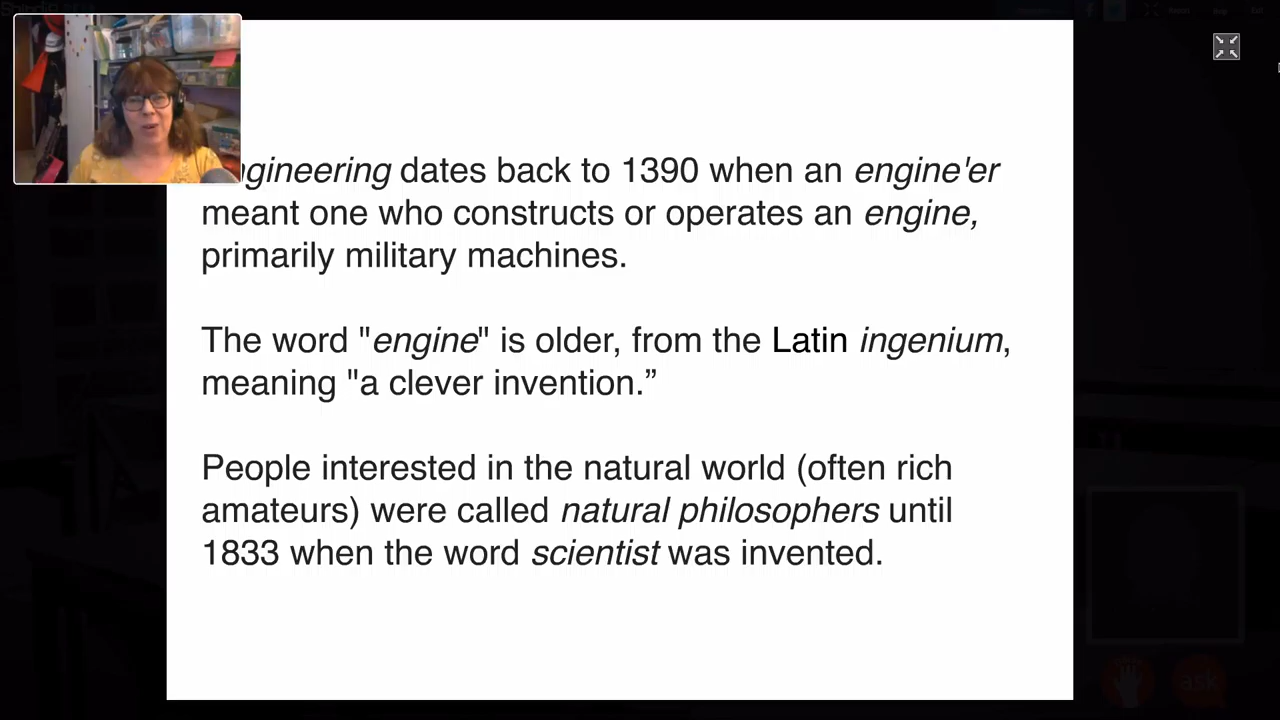 ngineering dates back to 1390 when an engine'er
meant one who constructs or operates an engine,
primarily military machines.
The word "engine" is older, from the Latin ingenium,
meaning "a clever invention.”
People interested in the natural world (often rich
amateurs) were called natural philosophers until
1833 when the word scientist was invented.
ask